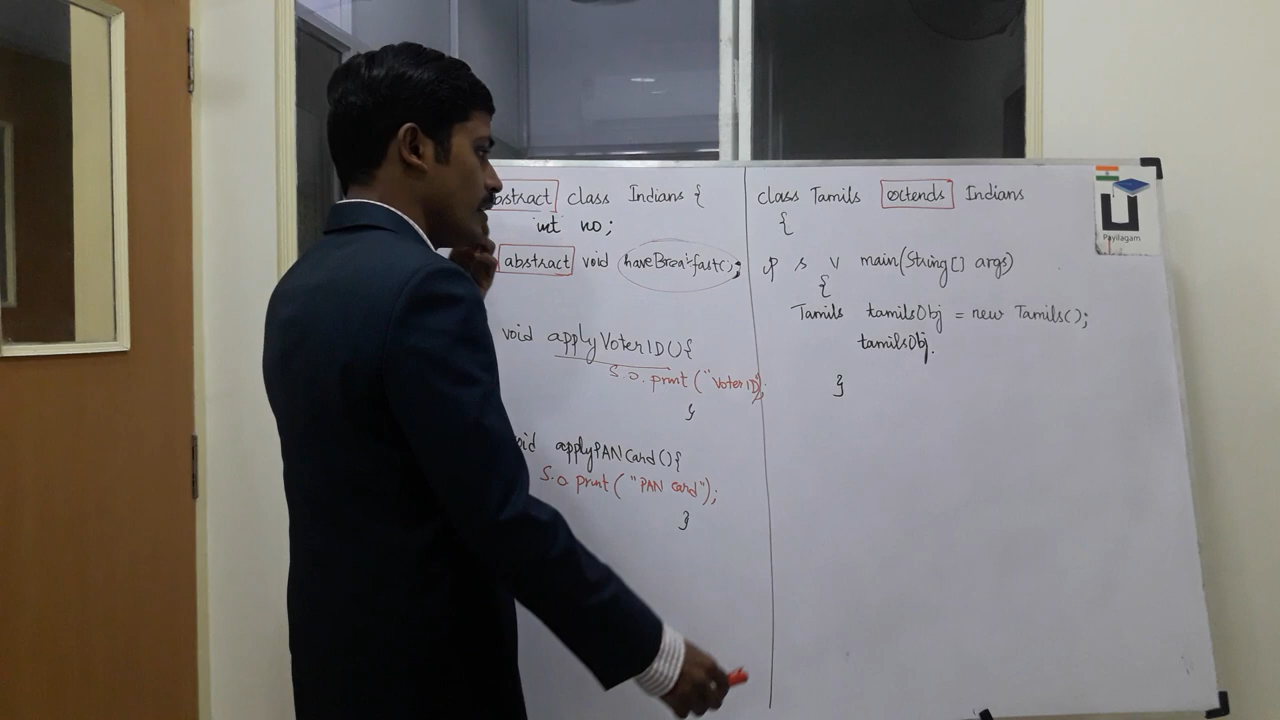 abstract class Indians {
int no;
abstract void haveBreakfast();
void applyVoterID(){
S.O.print("VoterID");
}
void applyPANCard(){
S.O print("PAN Card");
}
class Tamils extends Indians
{
p s v main(String[] args)
{
Tamils tamilsObj = new Tamils();
tamilsObj.
}
Payilagam